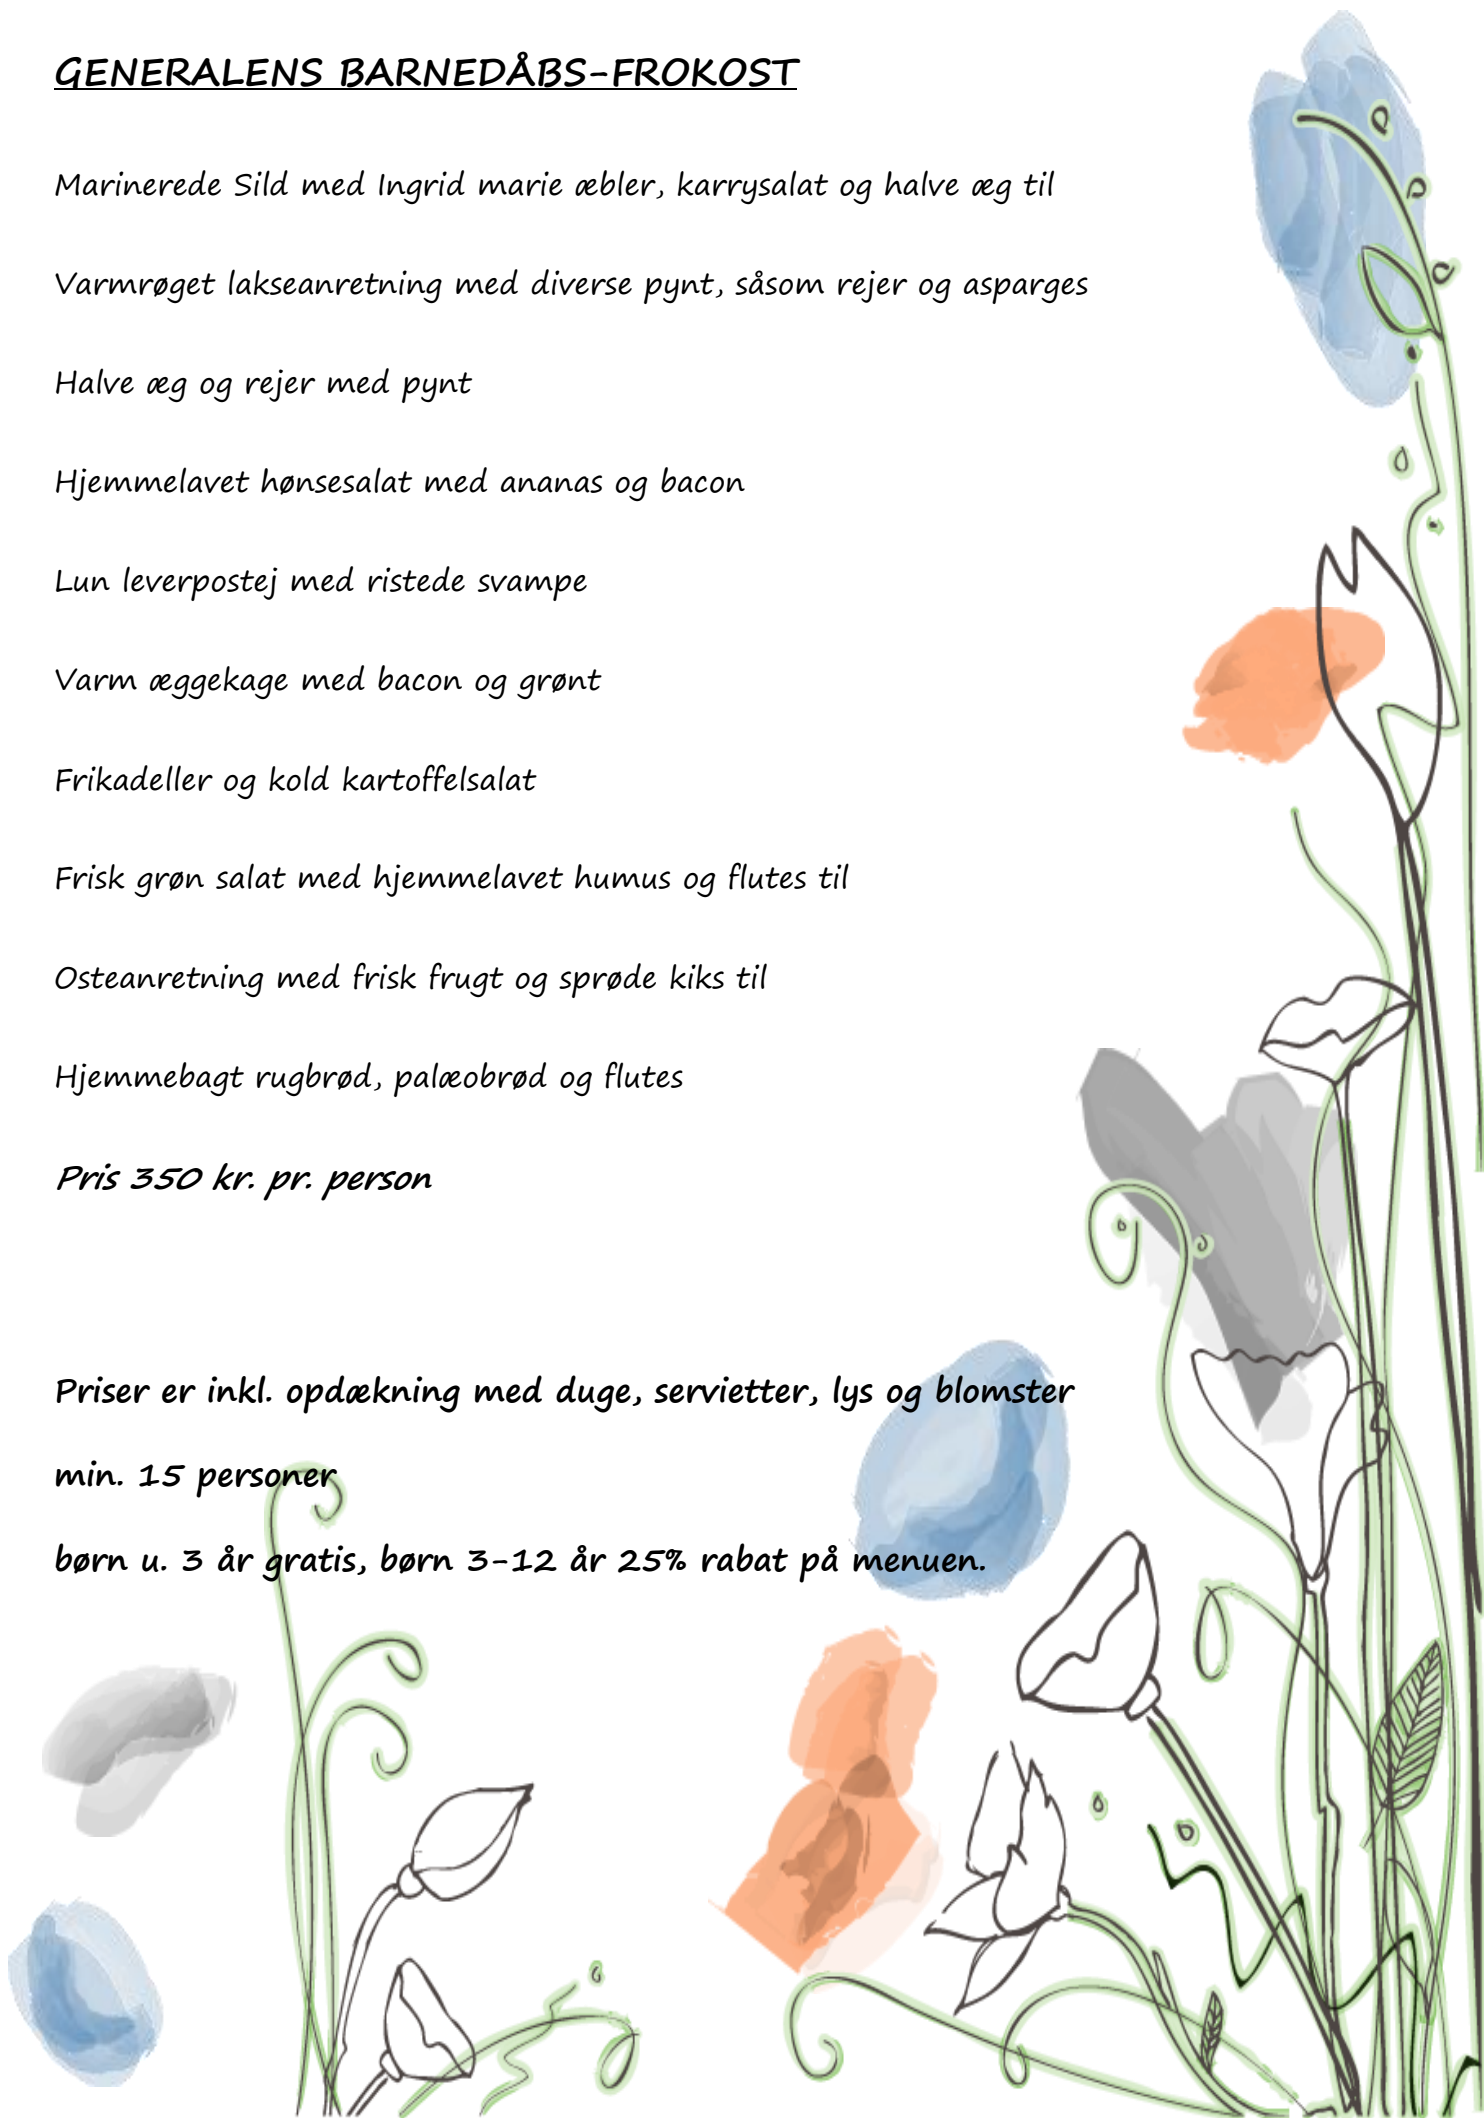 GENERALENS BARNEDÅBS-FROKOST
Marinerede Sild med Ingrid marie æbler, karrysalat og halve æg til
Varmrøget lakseanretning med diverse pynt, såsom rejer og asparges
Halve æg og rejer med pynt
Hjemmelavet hønsesalat med ananas og bacon
Lun leverpostej med ristede svampe
Varm æggekage med bacon og grønt
Frikadeller og kold kartoffelsalat
Frisk grøn salat med hjemmelavet humus og flutes til
Osteanretning med frisk frugt og sprøde kiks til
Hjemmebagt rugbrød, palæobrød og flutes
Pris 350 kr. pr. person
Priser er inkl. opdækning med duge, servietter, lys og blomster
min. 15 personer
børn u. 3 år gratis, børn 3-12 år 25% rabat på menuen.